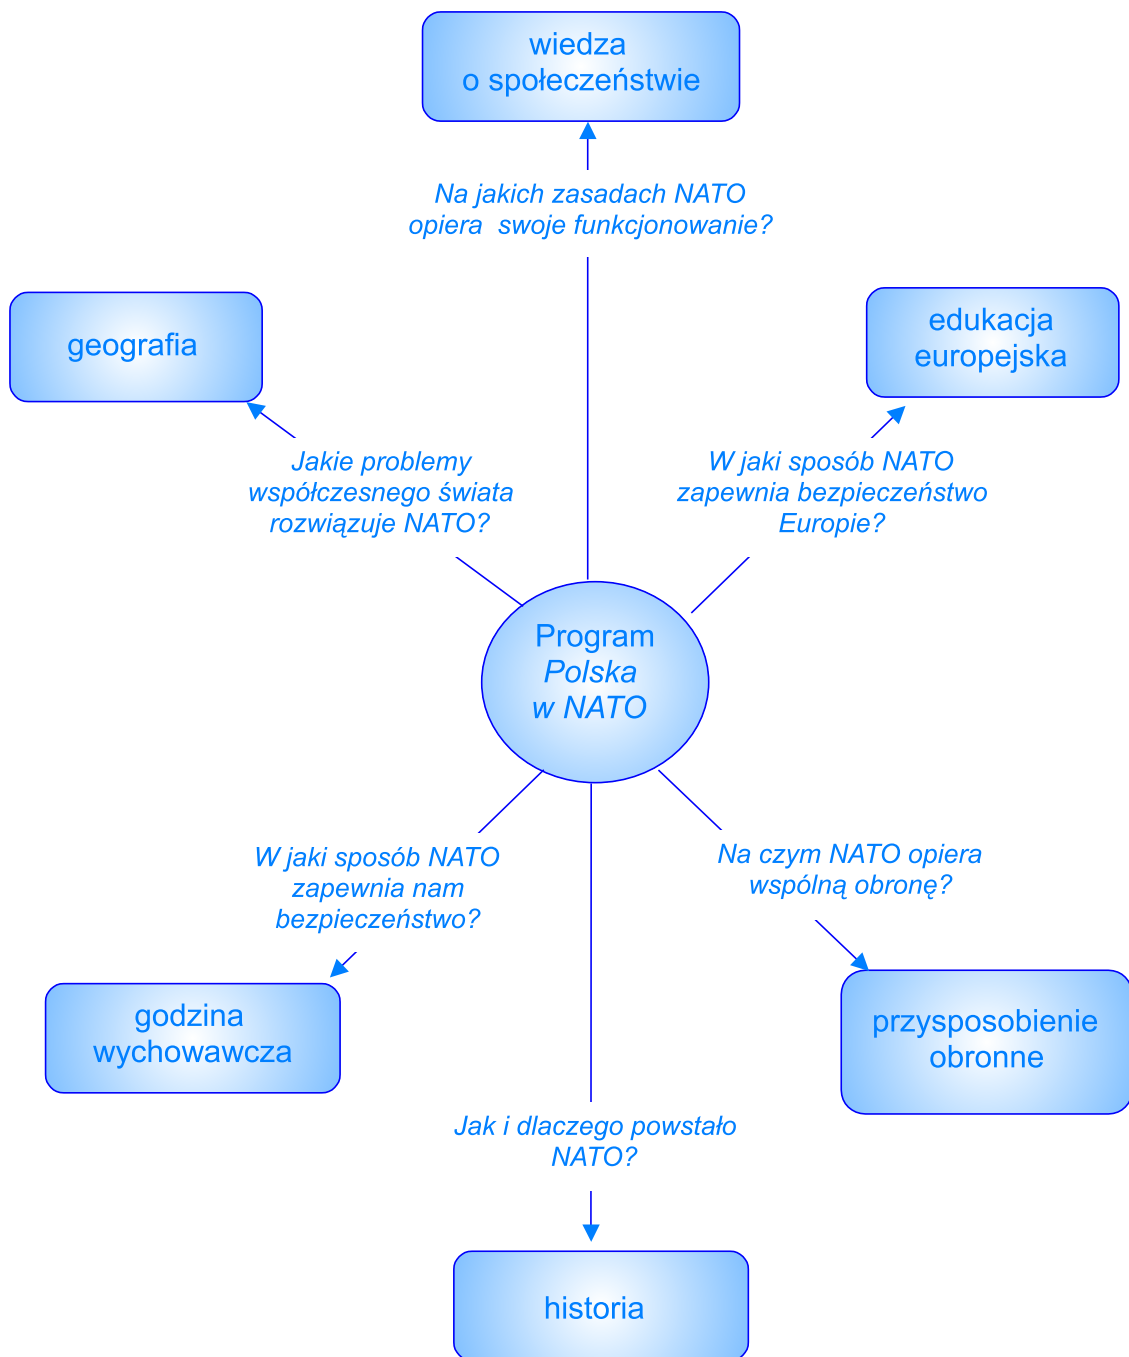 wiedza
o społeczeństwie
Na jakich zasadach NATO
opiera swoje funkcjonowanie?
geografia
edukacja
europejska
Jakie problemy
współczesnego świata
rozwiązuje NATO?
W jaki sposób NATO
zapewnia bezpieczeństwo
Europie?
Program
Polska
w NATO
W jaki sposób NATO
zapewnia nam
bezpieczeństwo?
Na czym NATO opiera
wspólną obronę?
godzina
wychowawcza
przysposobienie
obronne
Jak i dlaczego powstało
NATO?
historia